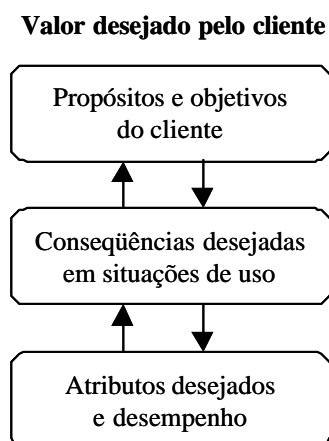 Valor desejado pelo cliente
Propósitos e objetivos
do cliente
Conseqüências desejadas
em situações de uso
Atributos desejados
e desempenho